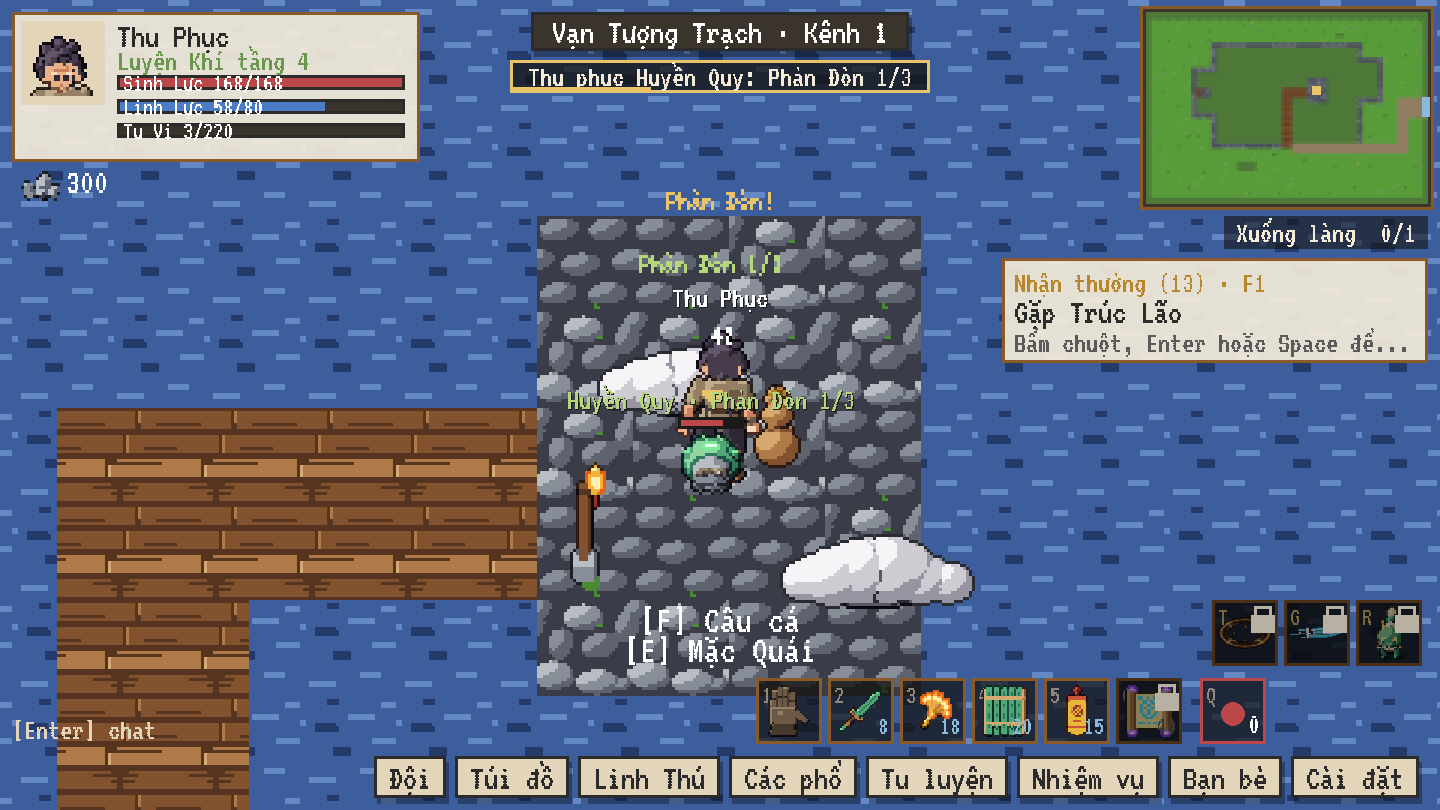 Thu Phục
Luyện Khí tầng 4
Sinh Lực 168/168
Linh Lực 58/80
Tu Vi 3/220
300
Vạn Tượng Trạch · Kênh 1
Thu phục Huyền Quy: Phản Đòn 1/3
Xuống làng 0/1
Nhận thưởng (13) · F1
Gặp Trúc Lão
Bấm chuột, Enter hoặc Space để...
Phản Đòn!
Phản Đòn 1/3
Thu Phục
41
Huyền Quy · Phản Đòn 1/3
[F] Câu cá
[E] Mặc Quái
T
G
R
1
2
8
3
18
4
20
5
15
Q
0
[Enter] chat
Đội
Túi đồ
Linh Thú
Các phổ
Tu luyện
Nhiệm vụ
Bạn bè
Cài đặt